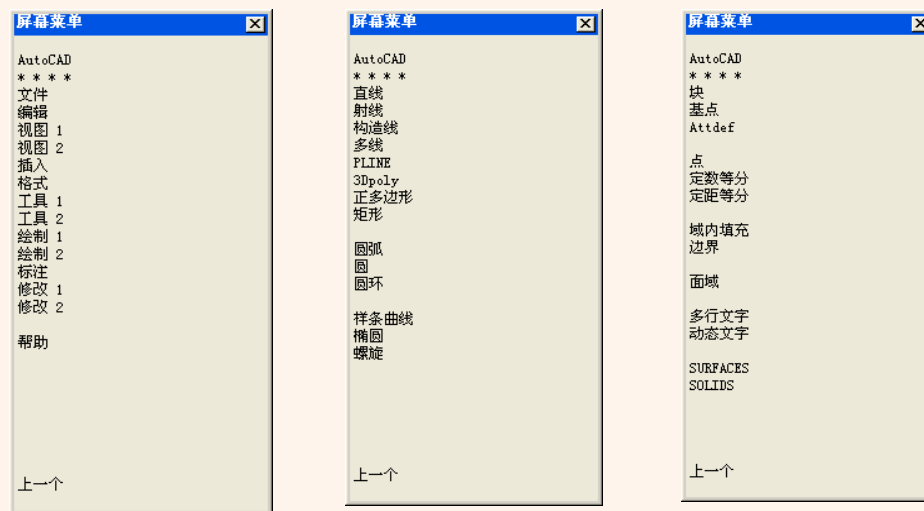 屏幕菜单
AutoCAD
* * * *
文件
编辑
视图 1
视图 2
插入
格式
工具 1
工具 2
绘制 1
绘制 2
标注
修改 1
修改 2
帮助
上一个
屏幕菜单
AutoCAD
* * * *
直线
射线
构造线
多线
PLINE
3Dpoly
正多边形
矩形
圆弧
圆
圆环
样条曲线
椭圆
螺旋
上一个
屏幕菜单
AutoCAD
* * * *
块
基点
Attdef
点
定数等分
定距等分
域内填充
边界
面域
多行文字
动态文字
SURFACES
SOLIDS
上一个